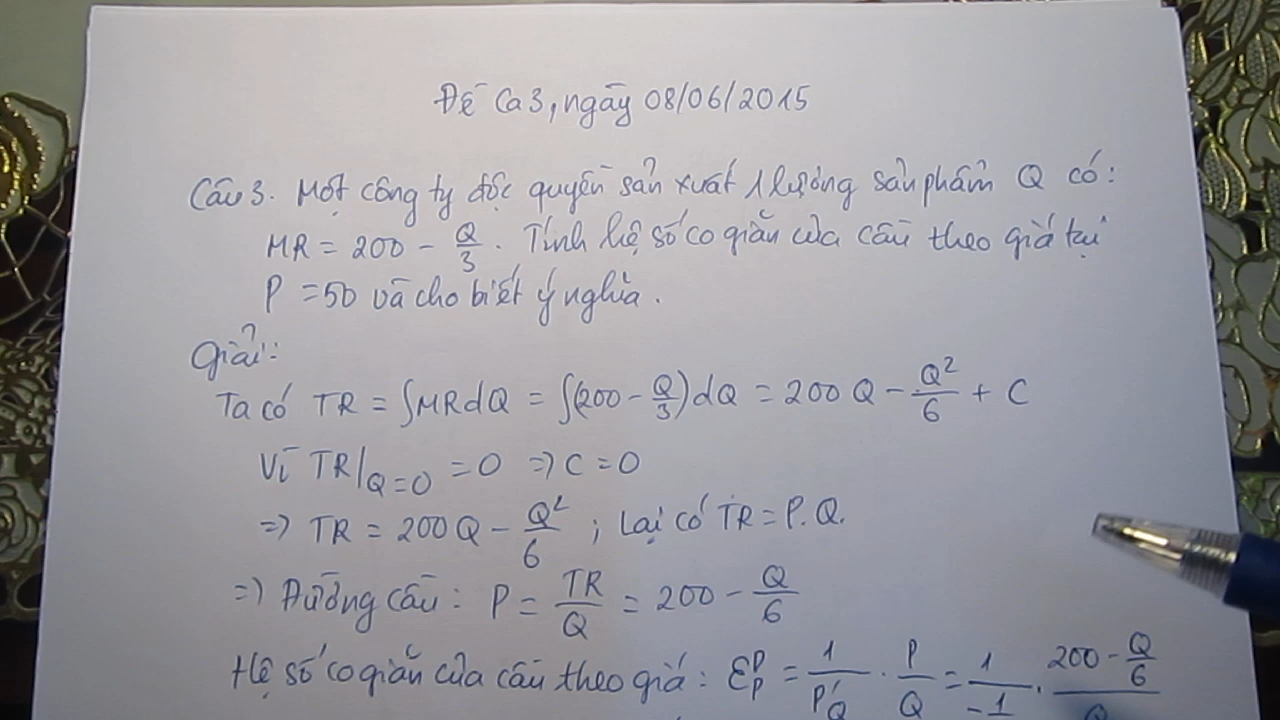 Đề Ca 3, ngày 08/06/2015
Câu 3. Một công ty độc quyền sản xuất 1 lượng sản phẩm Q có:
MR = 200 - Q/3. Tính hệ số co giãn của cầu theo giá tại
P = 50 và cho biết ý nghĩa.
Giải:
Ta có TR = ∫MRdQ = ∫(200 - Q/3)dQ = 200Q - Q²/6 + C
Vì TR|Q=0 = 0 => C = 0
=> TR = 200Q - Q²/6 ; Lại có TR = P.Q.
=> Đường cầu: P = TR/Q = 200 - Q/6
Hệ số co giãn của cầu theo giá: ƐᴰP = 1/P'Q . P/Q = 1/-1 . 200 - Q/6 / Q